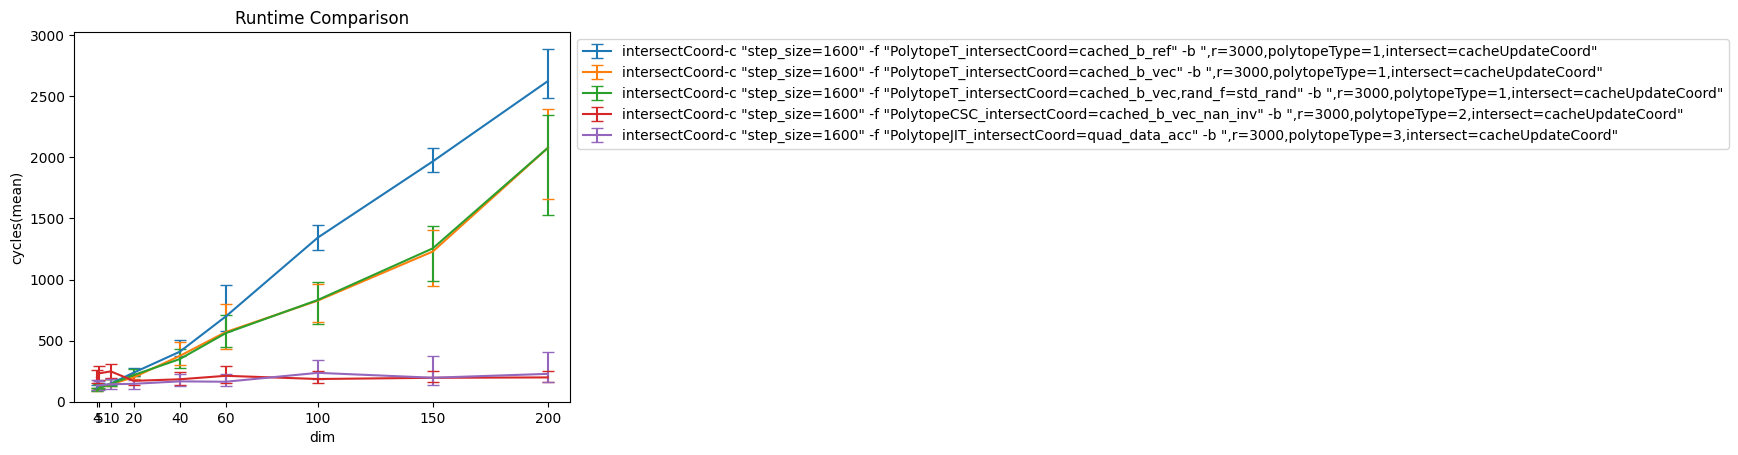 Runtime Comparison
3000
2500
2000
1500
1000
500
0
cycles(mean)
4 5 10 20 40 60 100 150 200
dim
intersectCoord-c "step_size=1600" -f "PolytopeT_intersectCoord=cached_b_ref" -b ",r=3000,polytopeType=1,intersect=cacheUpdateCoord"
intersectCoord-c "step_size=1600" -f "PolytopeT_intersectCoord=cached_b_vec" -b ",r=3000,polytopeType=1,intersect=cacheUpdateCoord"
intersectCoord-c "step_size=1600" -f "PolytopeT_intersectCoord=cached_b_vec,rand_f=std_rand" -b ",r=3000,polytopeType=1,intersect=cacheUpdateCoord"
intersectCoord-c "step_size=1600" -f "PolytopeCSC_intersectCoord=cached_b_vec_nan_inv" -b ",r=3000,polytopeType=2,intersect=cacheUpdateCoord"
intersectCoord-c "step_size=1600" -f "PolytopeJIT_intersectCoord=quad_data_acc" -b ",r=3000,polytopeType=3,intersect=cacheUpdateCoord"